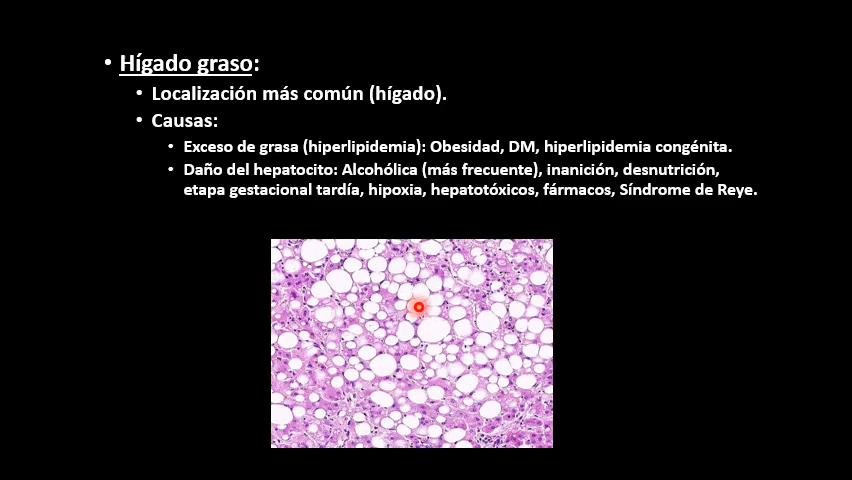 • Hígado graso:
• Localización más común (hígado).
• Causas:
• Exceso de grasa (hiperlipidemia): Obesidad, DM, hiperlipidemia congénita.
• Daño del hepatocito: Alcohólica (más frecuente), inanición, desnutrición,
etapa gestacional tardía, hipoxia, hepatotóxicos, fármacos, Síndrome de Reye.